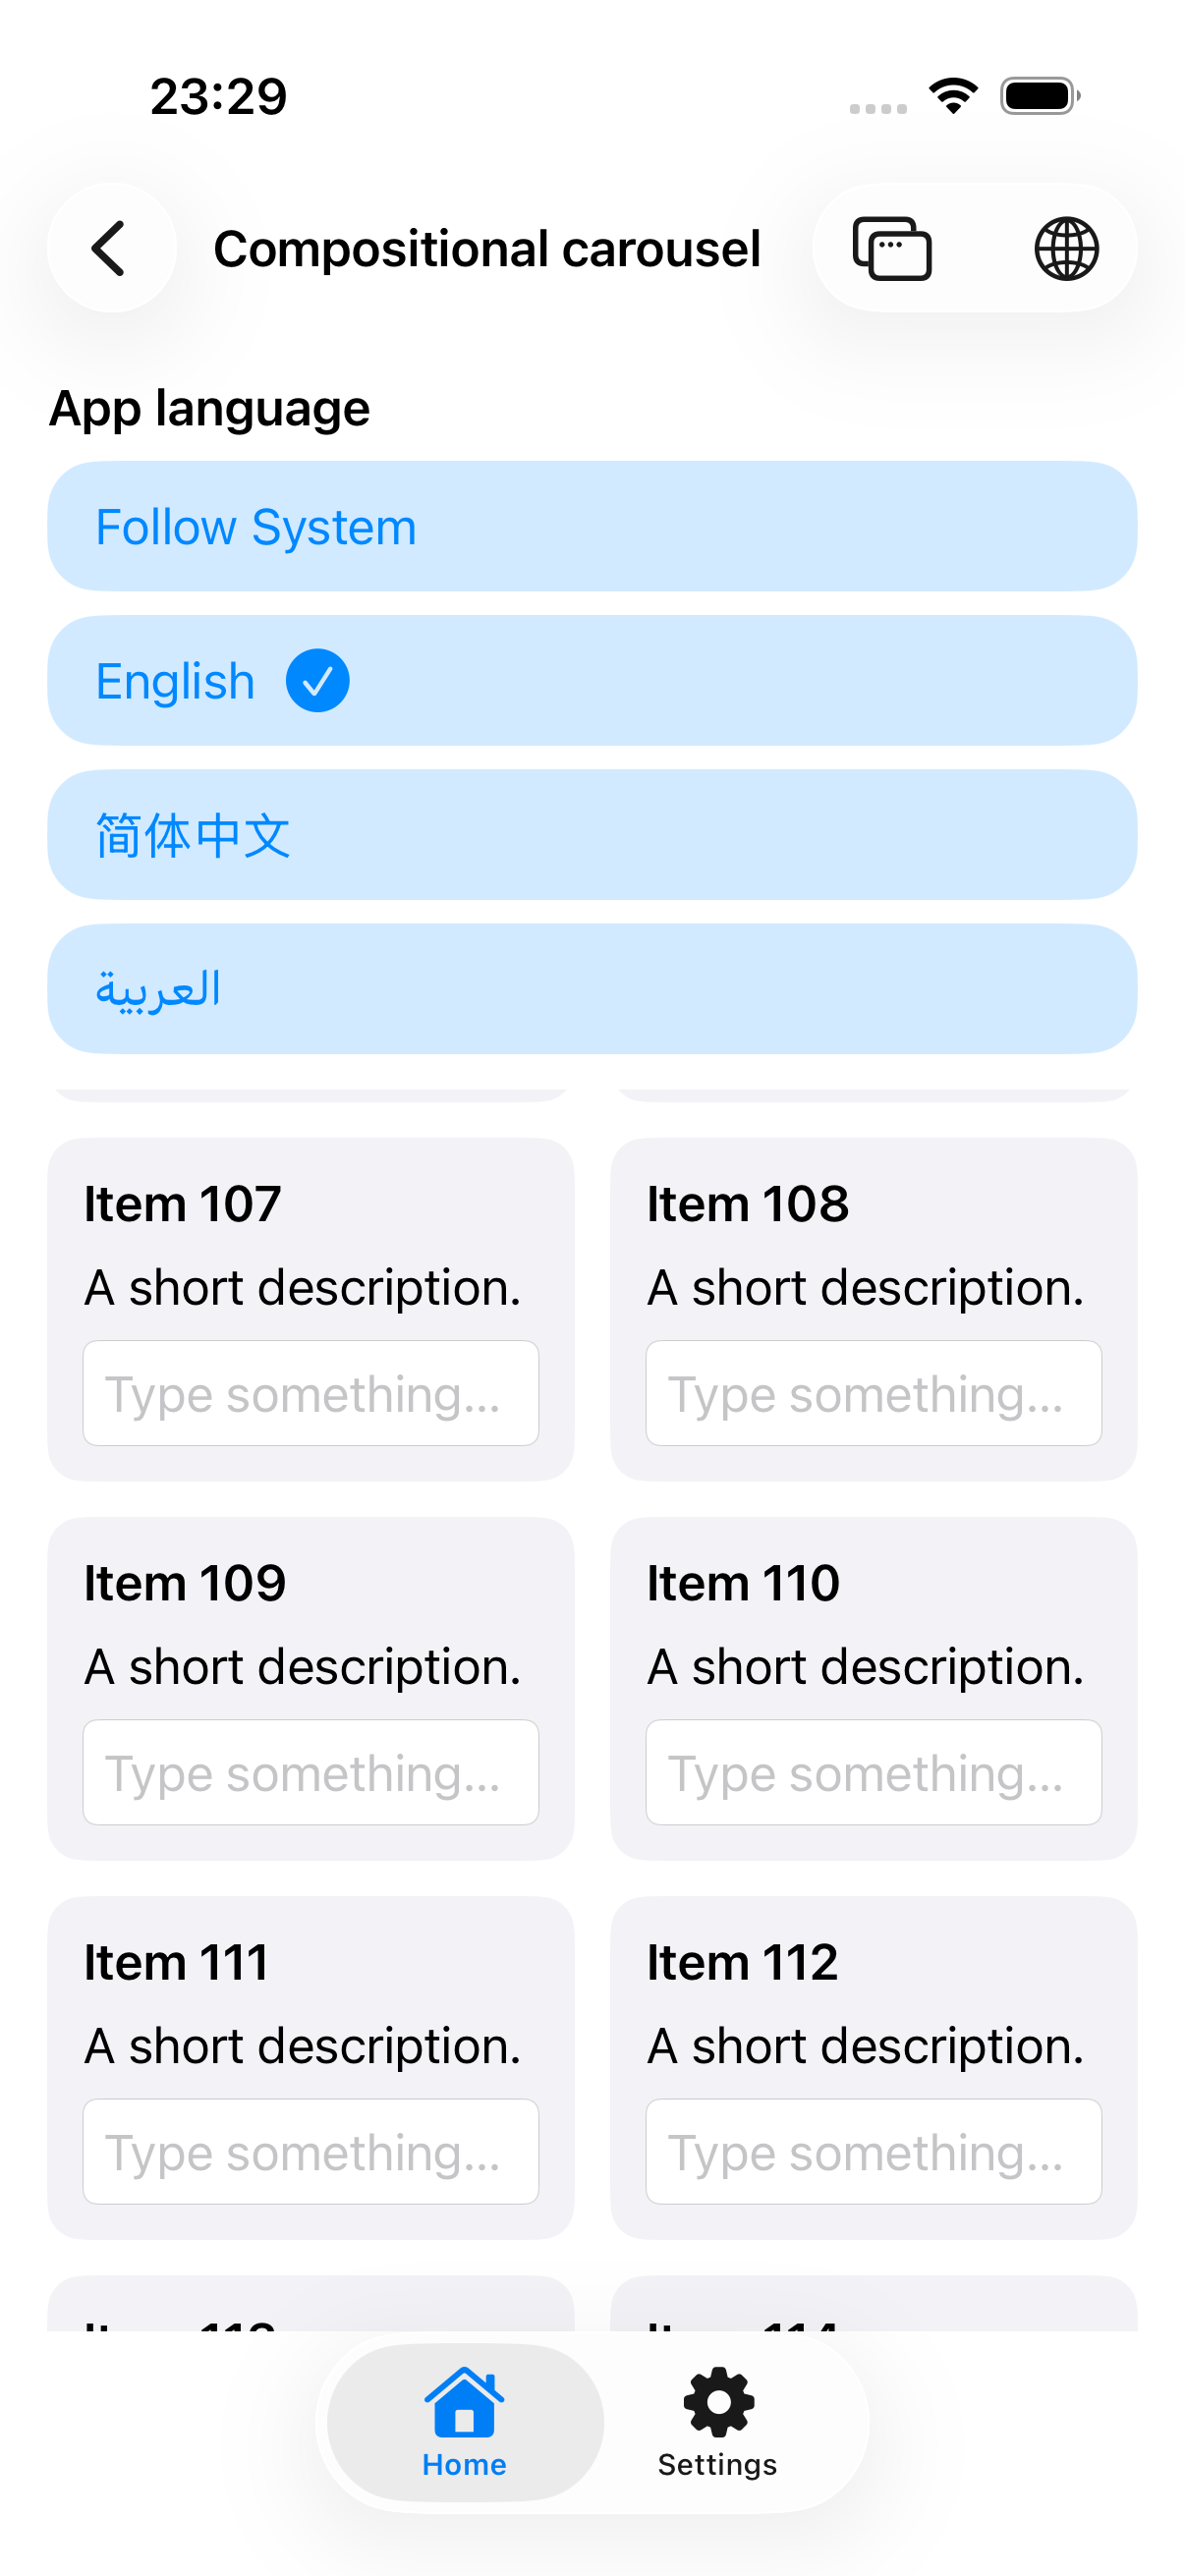 23:29
Compositional carousel
App language
Follow System
English
简体中文
العربية
Item 107
A short description.
Type something...
Item 108
A short description.
Type something...
Item 109
A short description.
Type something...
Item 110
A short description.
Type something...
Item 111
A short description.
Type something...
Item 112
A short description.
Type something...
Home
Settings